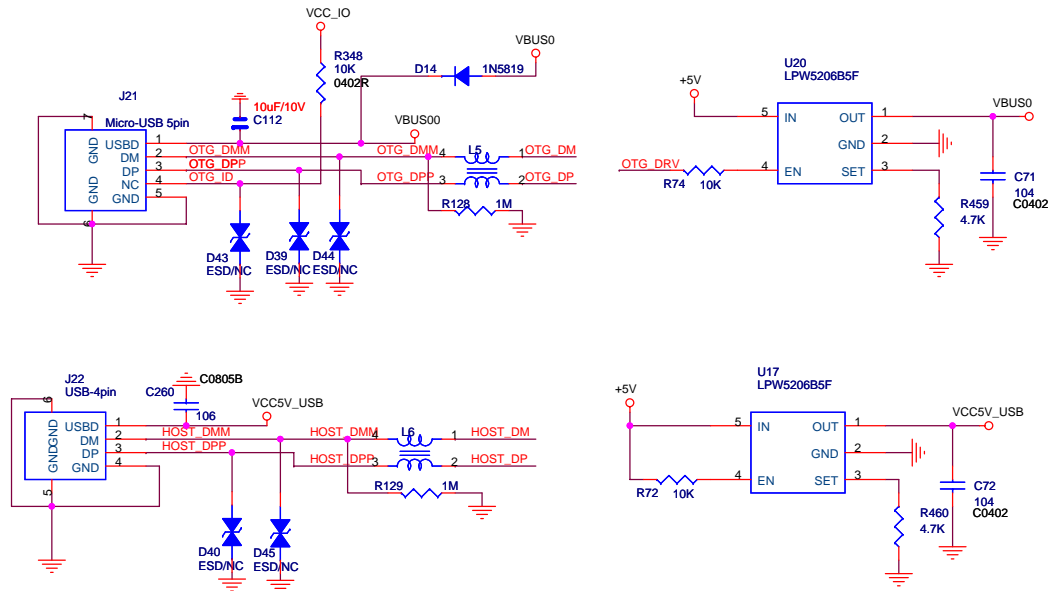 VCC_IO
R348
10K
0402R
D14
1N5819
VBUS0
J21
Micro-USB 5pin
10uF/10V
C112
VBUS00
7
GND
GND
6
USBD
DM
DP
NC
GND
1
2
3
4
5
OTG_DMM
OTG_DPP
OTG_ID
OTG_DMM
OTG_DPP
4
3
L5
1
2
OTG_DM
OTG_DP
R128
1M
D43
ESD/NC
D39
ESD/NC
D44
ESD/NC
+5V
U20
LPW5206B5F
5
IN
OUT
1
VBUS0
GND
2
OTG_DRV
R74
10K
4
EN
SET
3
R459
4.7K
C71
104
C0402
J22
USB-4pin
C260
C0805B
106
VCC5V_USB
6
GND
GND
5
USBD
DM
DP
GND
1
2
3
4
HOST_DMM
HOST_DPP
HOST_DMM
HOST_DPP
4
3
L6
1
2
HOST_DM
HOST_DP
R129
1M
D40
ESD/NC
D45
ESD/NC
+5V
U17
LPW5206B5F
5
IN
OUT
1
VCC5V_USB
GND
2
R72
10K
4
EN
SET
3
R460
4.7K
C72
104
C0402